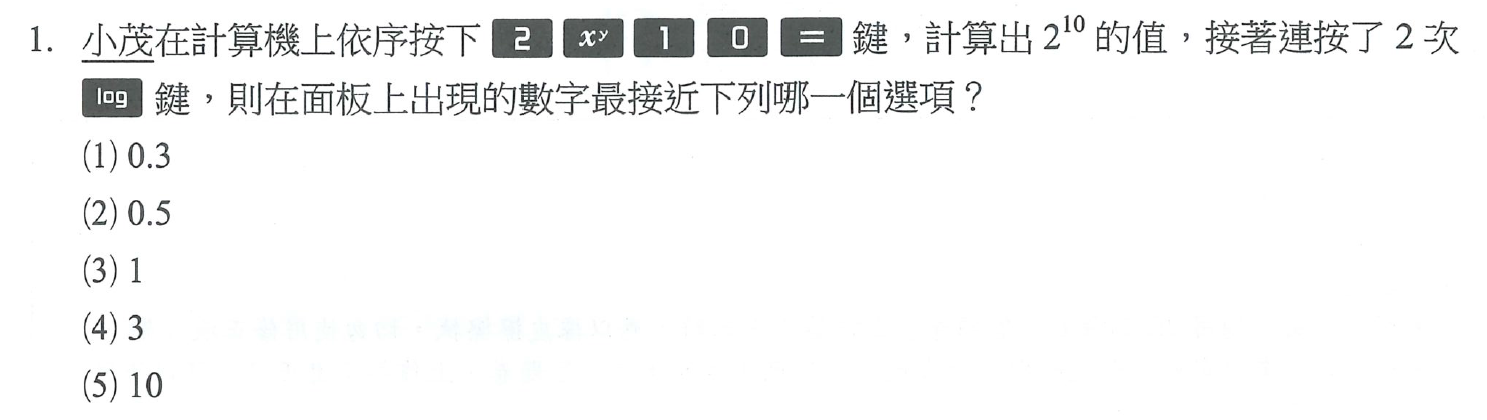 1. 小茂在計算機上依序按下 2 xʸ 1 0 = 鍵，計算出 2¹⁰ 的值，接著連按了 2 次
log 鍵，則在面板上出現的數字最接近下列哪一個選項？
(1) 0.3
(2) 0.5
(3) 1
(4) 3
(5) 10